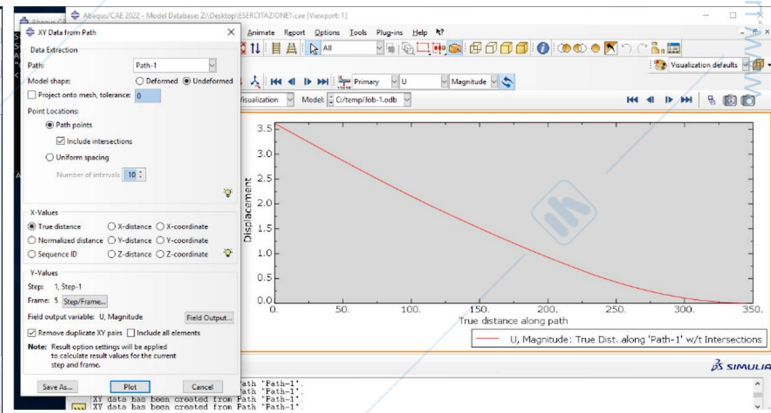 Abaqus/CAE 2022 - Model Database: Z:\Desktop\ESERCITAZIONE1.cae [Viewport: 1]
Animate Report Options Tools Plug-ins Help
All
Visualization defaults
Primary U Magnitude
Visualization Model: C:/temp/Job-1.odb
XY Data from Path
Data Extraction
Path: Path-1
Model shape: Deformed Undeformed
Project onto mesh, tolerance: 0
Point Locations:
Path points
Include intersections
Uniform spacing
Number of intervals 10
X-Values
True distance X-distance X-coordinate
Normalized distance Y-distance Y-coordinate
Sequence ID Z-distance Z-coordinate
Y-Values
Step: 1, Step-1
Frame: 5 Step/Frame...
Field output variable: U, Magnitude Field Output...
Remove duplicate XY pairs Include all elements
Note: Result option settings will be applied
to calculate result values for the current
step and frame.
Save As... Plot Cancel
3.5
3.0
2.5
2.0
1.5
1.0
0.5
0.0
Displacement
0. 50. 100. 150. 200. 250. 300. 350.
True distance along path
U, Magnitude: True Dist. along 'Path-1' w/t Intersections
SIMULIA
Path "Path-1".
Path "Path-1".
XY data has been created from Path "Path-1".
XY data has been created from Path "Path-1".